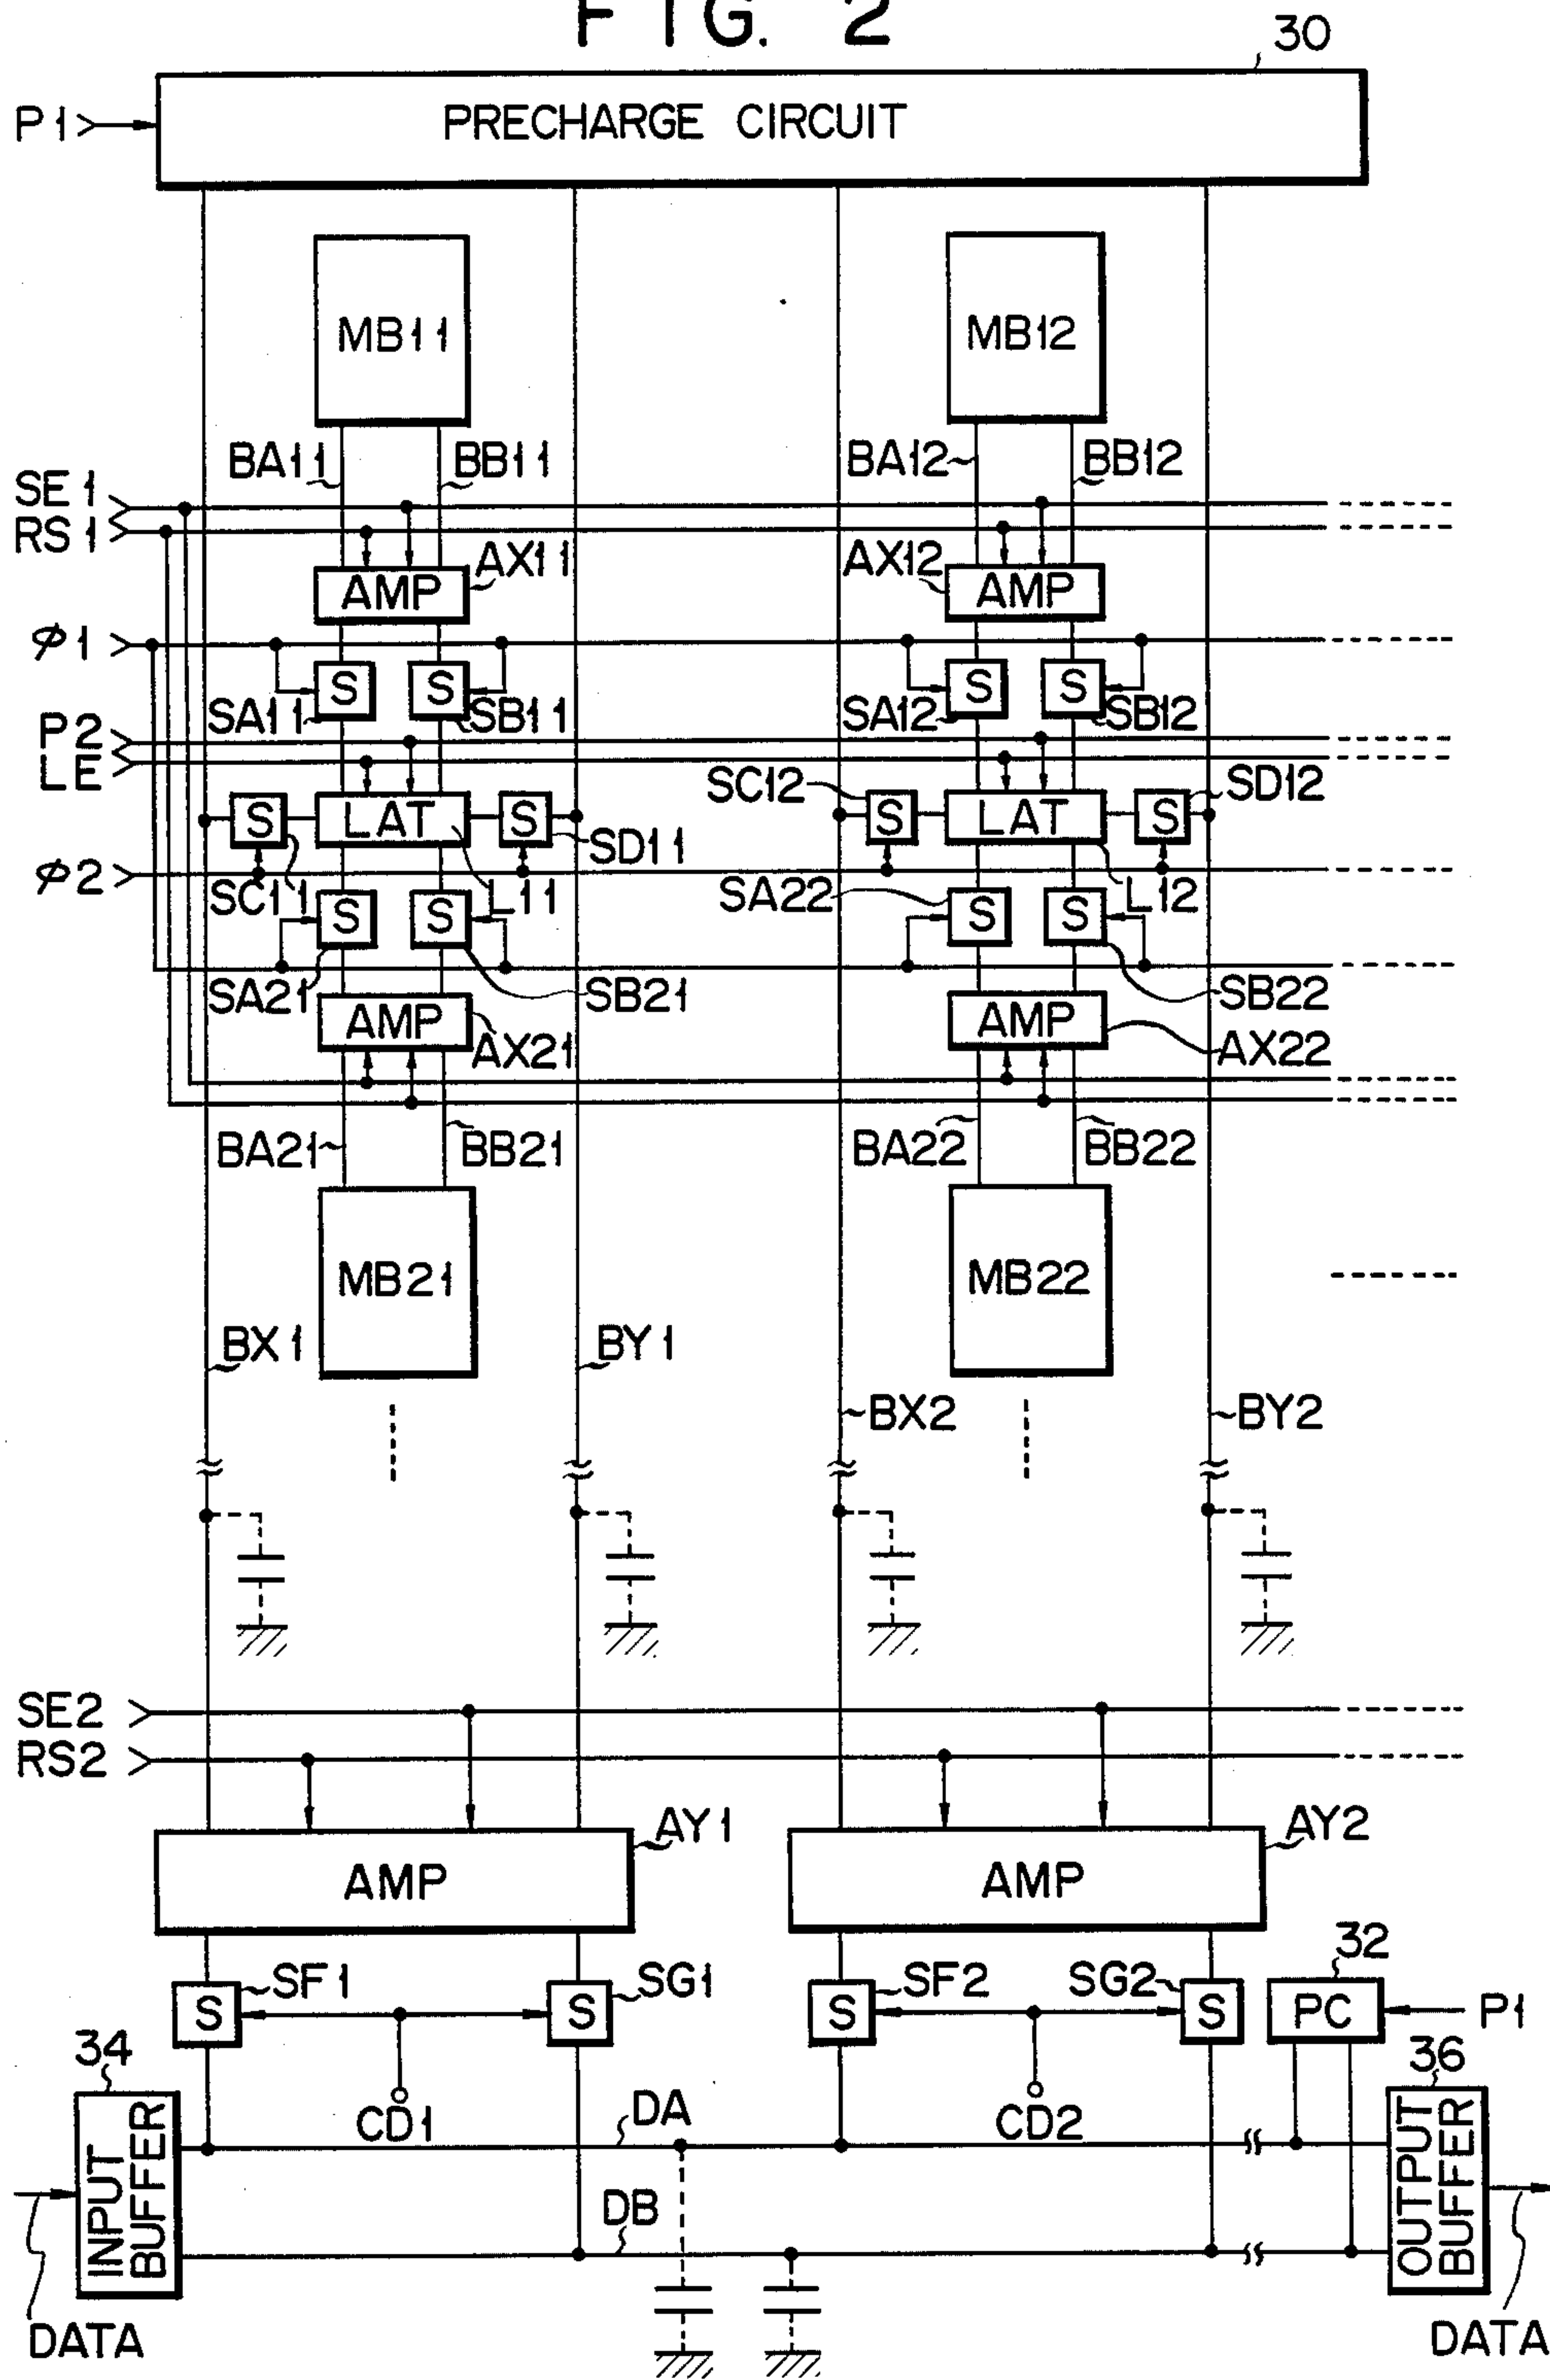 FIG. 2
30
P1
PRECHARGE CIRCUIT
MB11
MB12
BA11
BB11
BA12
BB12
SE1
RS1
AX11
AX12
AMP
AMP
φ1
S
S
S
S
SA11
SB11
SA12
SB12
P2
LE
SC12
SD12
S
LAT
S
S
LAT
S
SD11
φ2
SC11
L11
SA22
L12
S
S
S
S
SA21
SB21
SB22
AMP
AMP
AX21
AX22
BA21
BB21
BA22
BB22
MB21
MB22
BX1
BY1
BX2
BY2
SE2
RS2
AY1
AY2
AMP
AMP
32
SF1
SG1
SF2
SG2
S
S
S
S
PC
P1
34
36
CD1
DA
CD2
INPUT BUFFER
OUTPUT BUFFER
DB
DATA
DATA